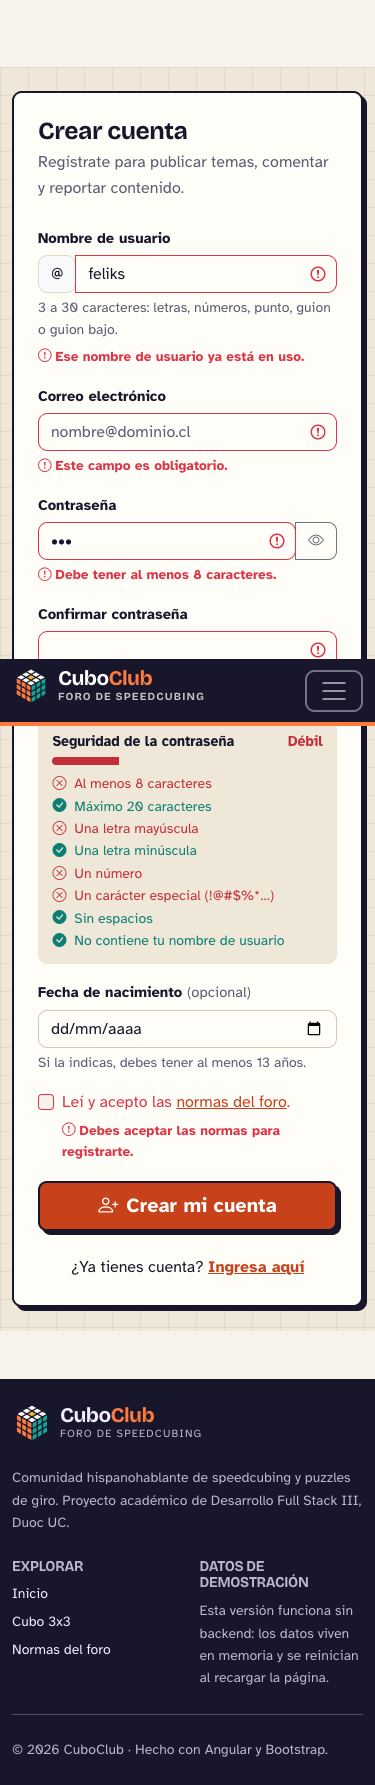 Crear cuenta
Regístrate para publicar temas, comentar
y reportar contenido.
Nombre de usuario
@ feliks
3 a 30 caracteres: letras, números, punto, guion
o guion bajo.
Ese nombre de usuario ya está en uso.
Correo electrónico
nombre@dominio.cl
Este campo es obligatorio.
Contraseña
•••
Debe tener al menos 8 caracteres.
Confirmar contraseña
CuboClub
FORO DE SPEEDCUBING
Seguridad de la contraseña Débil
Al menos 8 caracteres
Máximo 20 caracteres
Una letra mayúscula
Una letra minúscula
Un número
Un carácter especial (!@#$%*…)
Sin espacios
No contiene tu nombre de usuario
Fecha de nacimiento (opcional)
dd/mm/aaaa
Si la indicas, debes tener al menos 13 años.
Leí y acepto las normas del foro.
Debes aceptar las normas para
registrarte.
Crear mi cuenta
¿Ya tienes cuenta? Ingresa aquí
CuboClub
FORO DE SPEEDCUBING
Comunidad hispanohablante de speedcubing y puzzles
de giro. Proyecto académico de Desarrollo Full Stack III,
Duoc UC.
EXPLORAR
Inicio
Cubo 3x3
Normas del foro
DATOS DE
DEMOSTRACIÓN
Esta versión funciona sin
backend: los datos viven
en memoria y se reinician
al recargar la página.
© 2026 CuboClub · Hecho con Angular y Bootstrap.